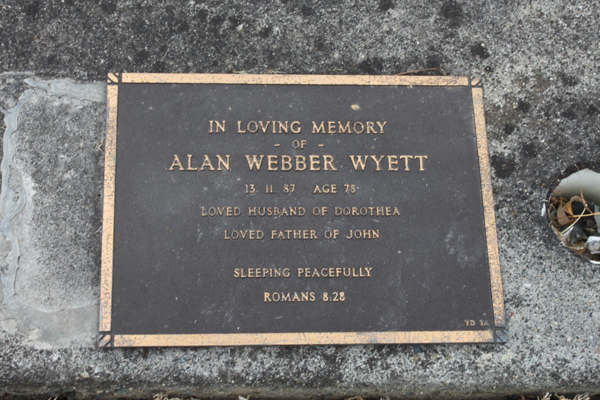 IN LOVING MEMORY
- OF -
ALAN WEBBER WYETT
13. 11. 87 AGE 78
LOVED HUSBAND OF DOROTHEA
LOVED FATHER OF JOHN
SLEEPING PEACEFULLY
ROMANS 8:28